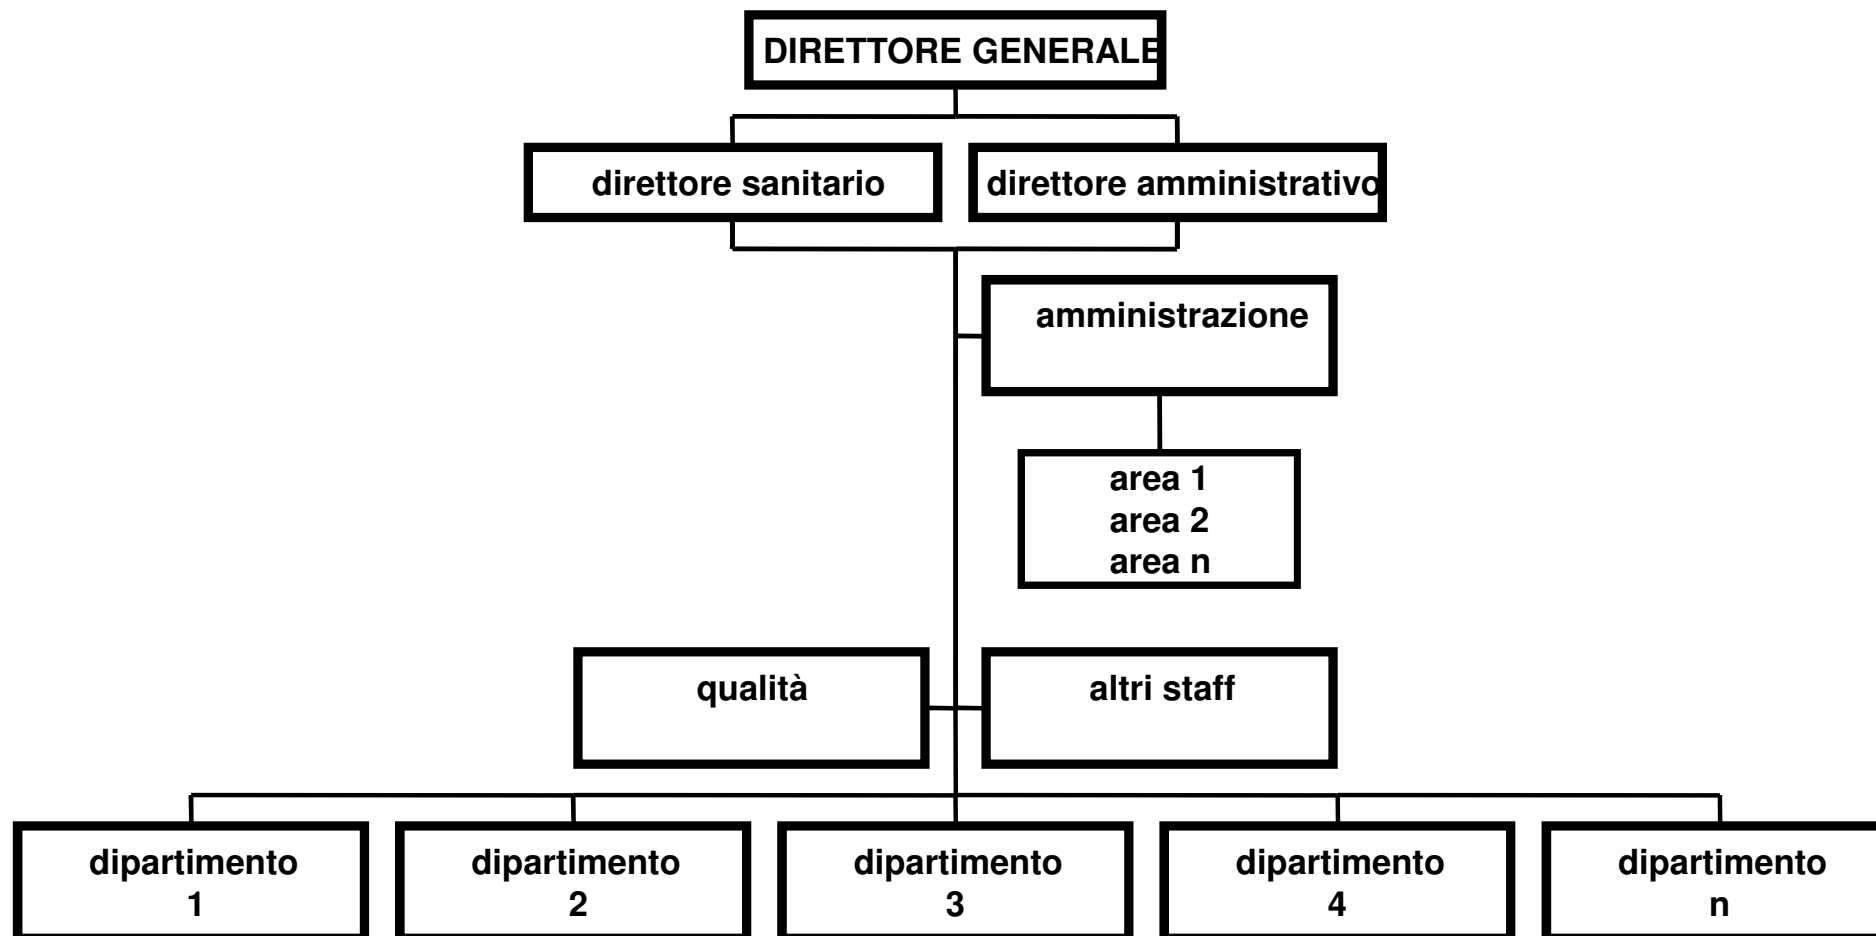 DIRETTORE GENERALE
direttore sanitario
direttore amministrativo
amministrazione
area 1
area 2
area n
qualità
altri staff
dipartimento
1
dipartimento
2
dipartimento
3
dipartimento
4
dipartimento
n